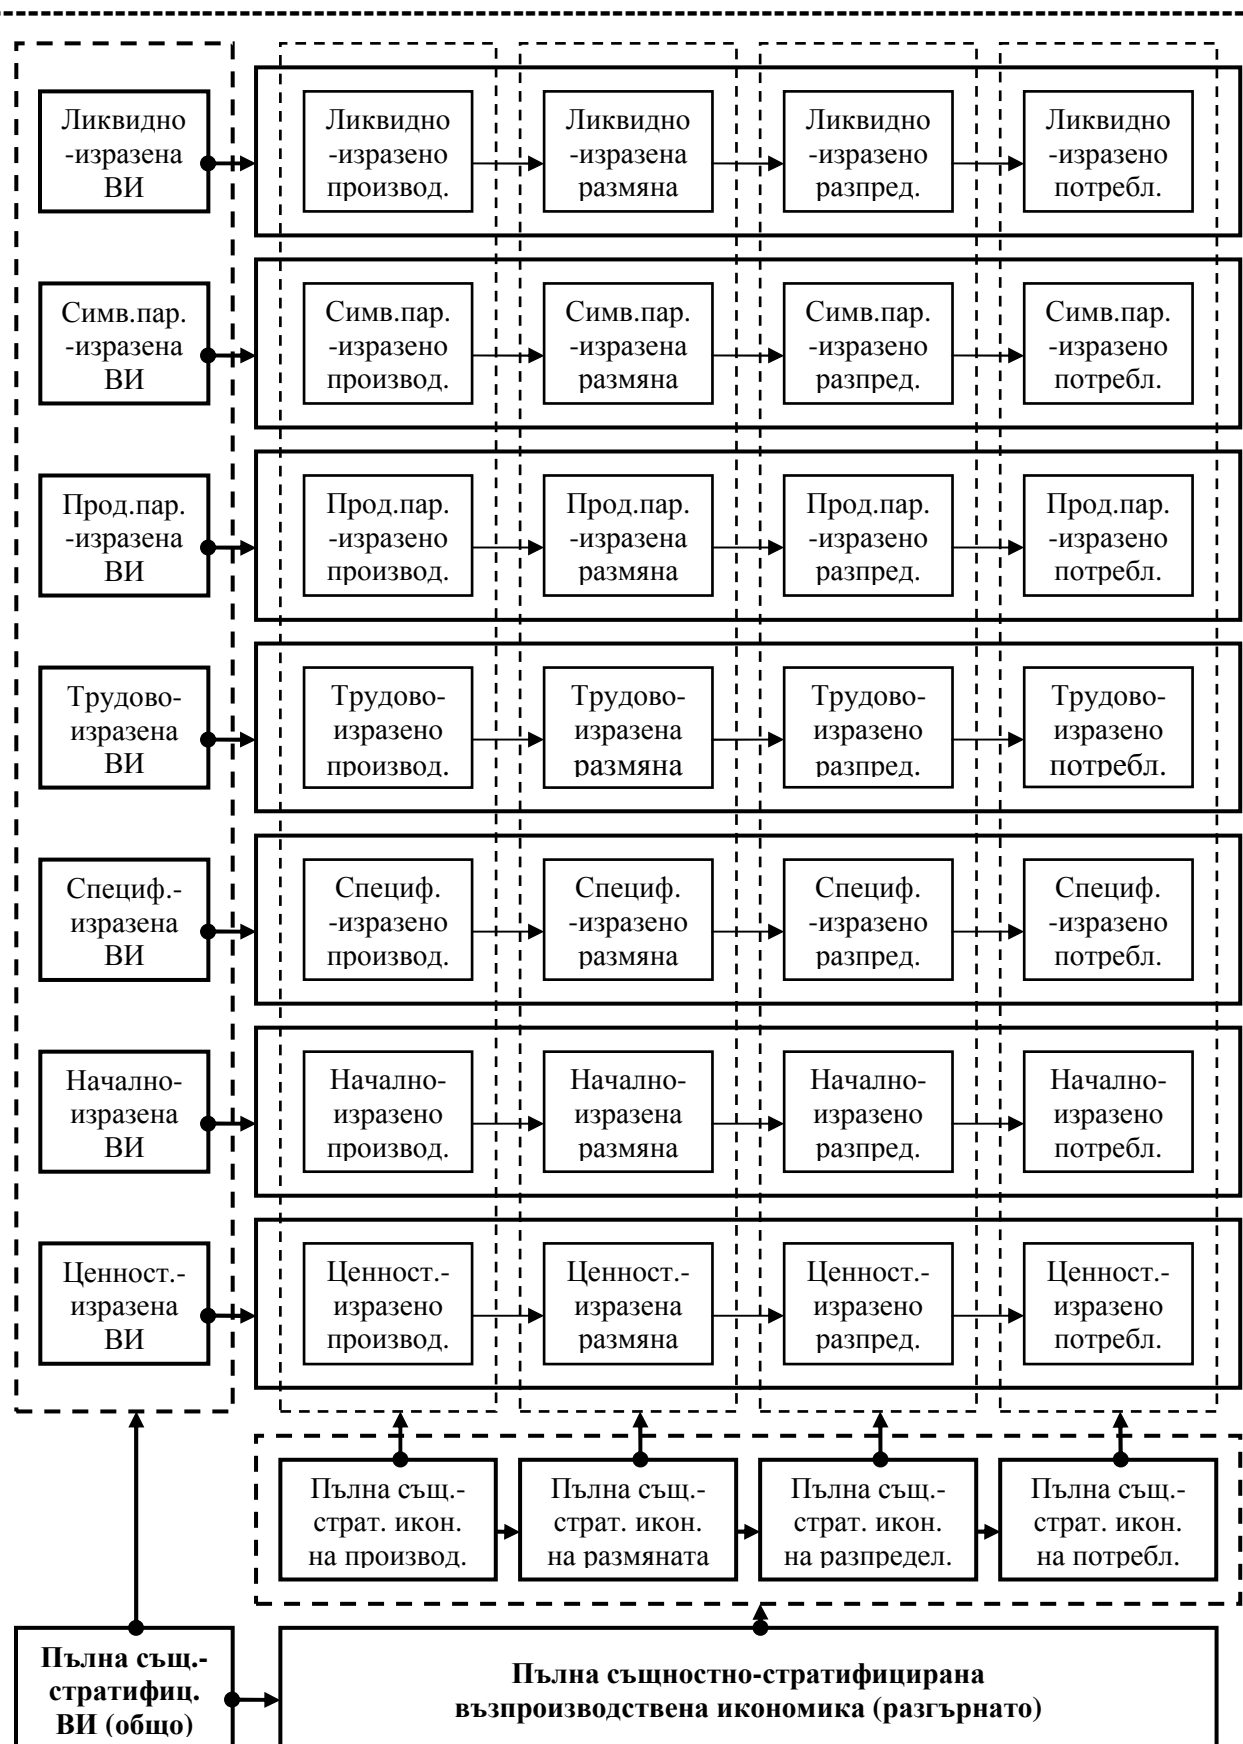 Ликвидно
-изразена
ВИ
Ликвидно
-изразено
производ.
Ликвидно
-изразена
размяна
Ликвидно
-изразено
разпред.
Ликвидно
-изразено
потребл.
Симв.пар.
-изразена
ВИ
Симв.пар.
-изразено
производ.
Симв.пар.
-изразена
размяна
Симв.пар.
-изразено
разпред.
Симв.пар.
-изразено
потребл.
Прод.пар.
-изразена
ВИ
Прод.пар.
-изразено
производ.
Прод.пар.
-изразена
размяна
Прод.пар.
-изразено
разпред.
Прод.пар.
-изразено
потребл.
Трудово-
изразена
ВИ
Трудово-
изразено
производ.
Трудово-
изразена
размяна
Трудово-
изразено
разпред.
Трудово-
изразено
потребл.
Специф.-
изразена
ВИ
Специф.
-изразено
производ.
Специф.
-изразено
размяна
Специф.
-изразено
разпред.
Специф.
-изразено
потребл.
Начално-
изразена
ВИ
Начално-
изразено
производ.
Начално-
изразена
размяна
Начално-
изразено
разпред.
Начално-
изразено
потребл.
Ценност.-
изразена
ВИ
Ценност.-
изразено
производ.
Ценност.-
изразена
размяна
Ценност.-
изразено
разпред.
Ценност.-
изразено
потребл.
Пълна същ.-
страт. икон.
на производ.
Пълна същ.-
страт. икон.
на размяната
Пълна същ.-
страт. икон.
на разпредел.
Пълна същ.-
страт. икон.
на потребл.
Пълна същ.-
стратифиц.
ВИ (общо)
Пълна същностно-стратифицирана
възпроизводствена икономика (разгърнато)